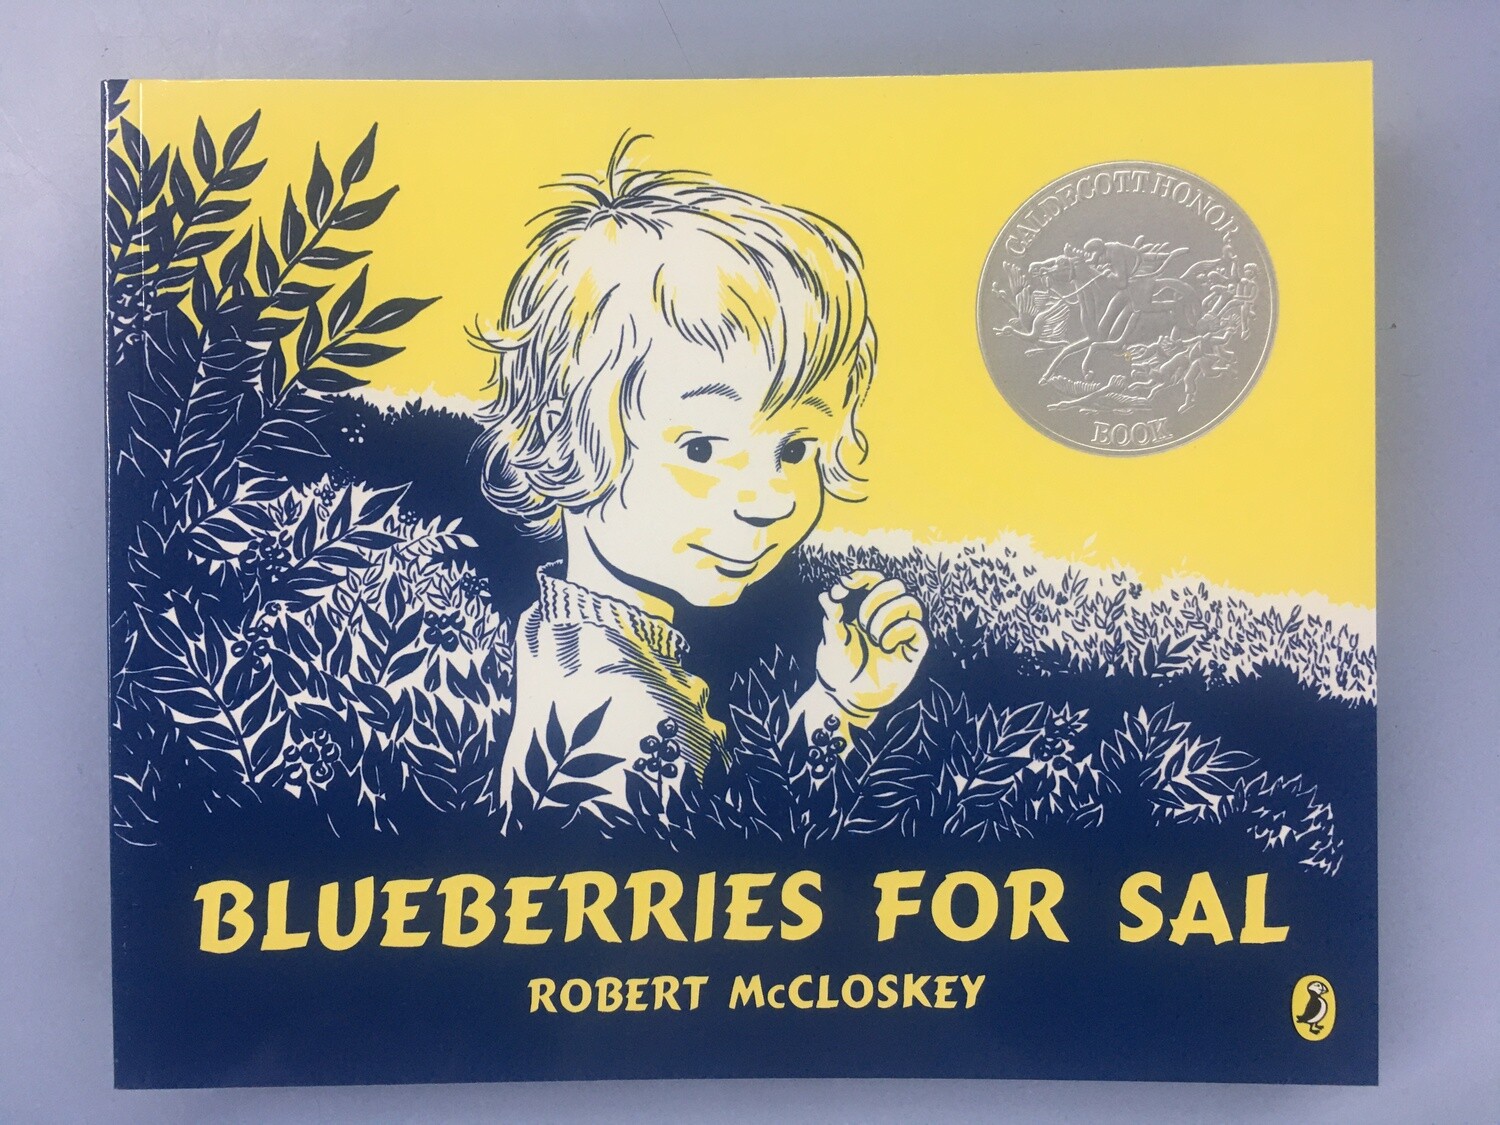 CALDECOTT HONOR
BOOK
BLUEBERRIES FOR SAL
ROBERT McCLOSKEY